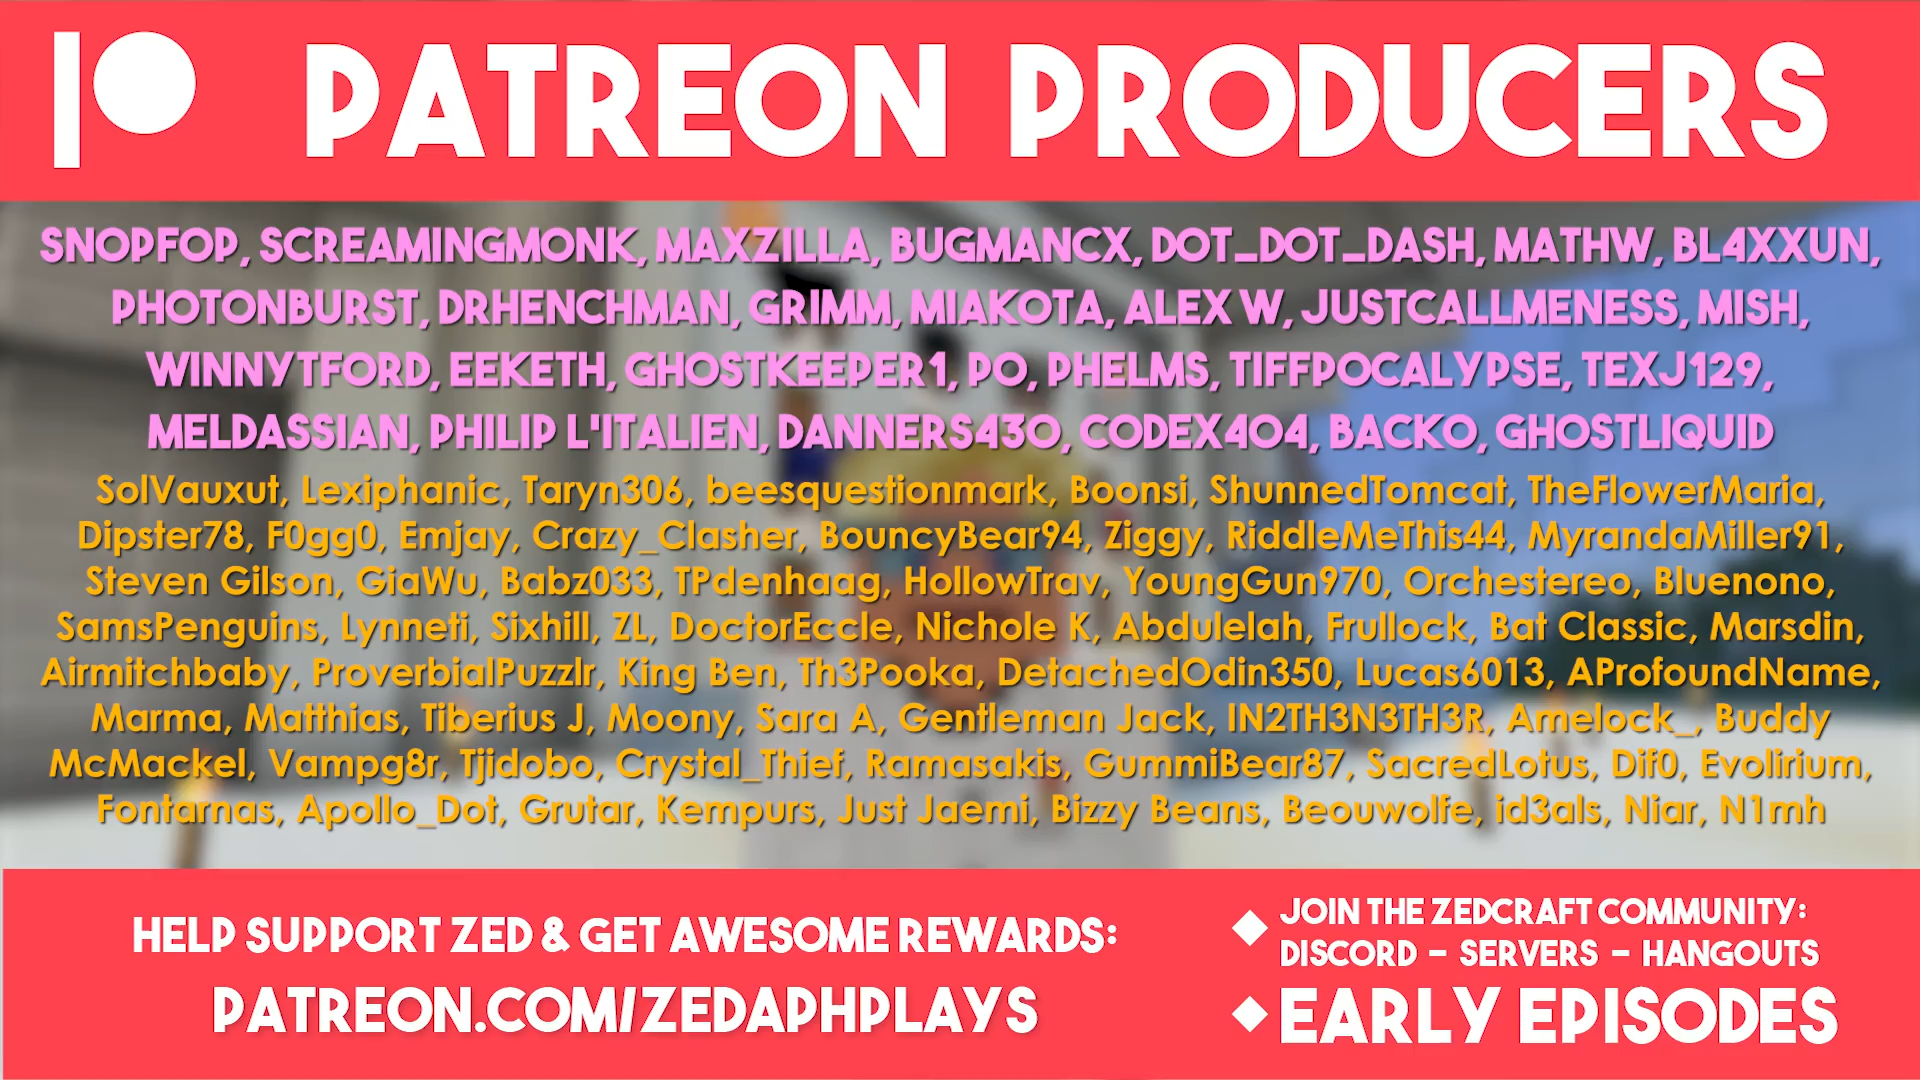 PATREON PRODUCERS
SNOPFOP, SCREAMINGMONK, MAXZILLA, BUGMANCX, DOT_DOT_DASH, MATHW, BL4XXUN,
PHOTONBURST, DRHENCHMAN, GRIMM, MIAKOTA, ALEX W, JUSTCALLMENESS, MISH,
WINNYTFORD, EEKETH, GHOSTKEEPER1, PO, PHELMS, TIFFPOCALYPSE, TEXJ129,
MELDASSIAN, PHILIP L'ITALIEN, DANNERS430, CODEX404, BACKO, GHOSTLIQUID
SolVauxut, Lexiphanic, Taryn306, beesquestionmark, Boonsi, ShunnedTomcat, TheFlowerMaria,
Dipster78, F0gg0, Emjay, Crazy_Clasher, BouncyBear94, Ziggy, RiddleMeThis44, MyrandaMiller91,
Steven Gilson, GiaWu, Babz033, TPdenhaag, HollowTrav, YoungGun970, Orchestereo, Bluenono,
SamsPenguins, Lynneti, Sixhill, ZL, DoctorEccle, Nichole K, Abdulelah, Frullock, Bat Classic, Marsdin,
Airmitchbaby, ProverbialPuzzlr, King Ben, Th3Pooka, DetachedOdin350, Lucas6013, AProfoundName,
Marma, Matthias, Tiberius J, Moony, Sara A, Gentleman Jack, IN2TH3N3TH3R, Amelock_, Buddy
McMackel, Vampg8r, Tjidobo, Crystal_Thief, Ramasakis, GummiBear87, SacredLotus, Dif0, Evolirium,
Fontarnas, Apollo_Dot, Grutar, Kempurs, Just Jaemi, Bizzy Beans, Beouwolfe, id3als, Niar, N1mh
HELP SUPPORT ZED & GET AWESOME REWARDS:
PATREON.COM/ZEDAPHPLAYS
JOIN THE ZEDCRAFT COMMUNITY:
DISCORD - SERVERS - HANGOUTS
EARLY EPISODES